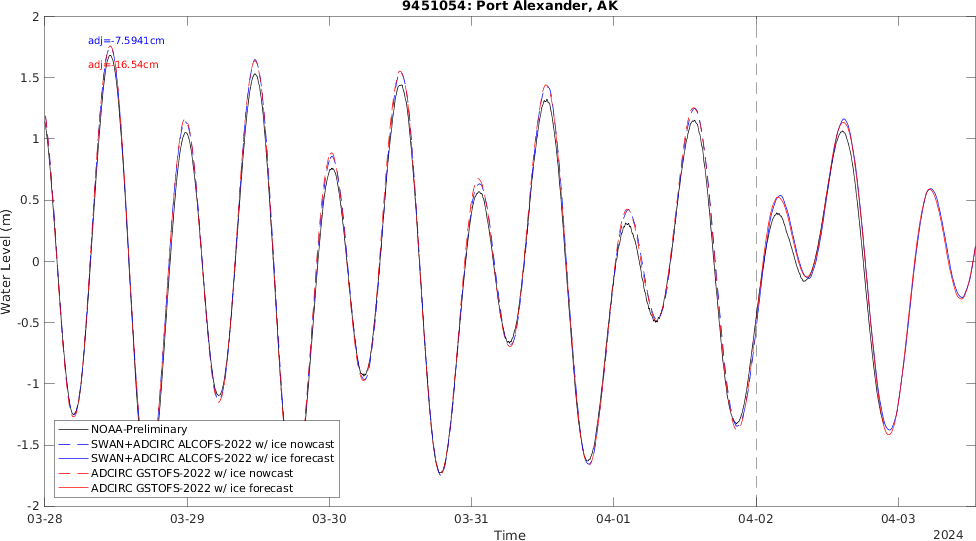 9451054: Port Alexander, AK
adj=-7.5941cm
adj=-16.54cm
Water Level (m)
2
1.5
1
0.5
0
-0.5
-1
-1.5
-2
NOAA-Preliminary
SWAN+ADCIRC ALCOFS-2022 w/ ice nowcast
SWAN+ADCIRC ALCOFS-2022 w/ ice forecast
ADCIRC GSTOFS-2022 w/ ice nowcast
ADCIRC GSTOFS-2022 w/ ice forecast
03-28 03-29 03-30 03-31 04-01 04-02 04-03
Time
2024